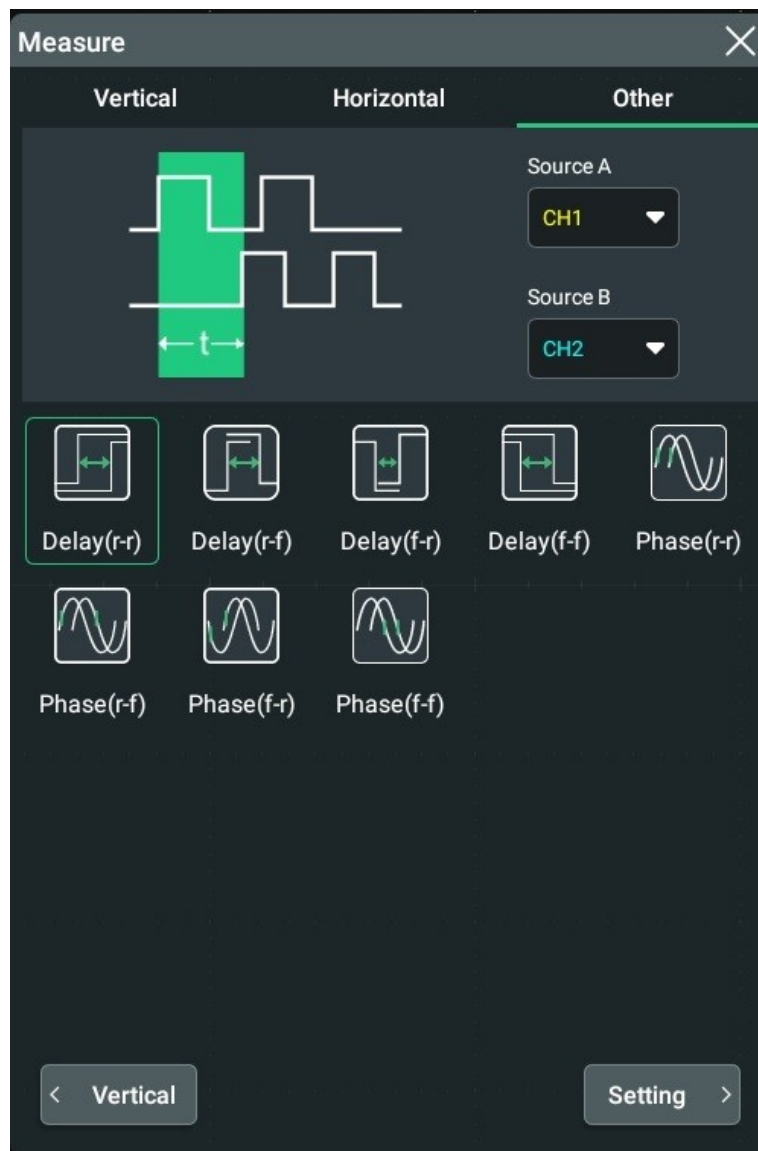 Measure
Vertical Horizontal Other
Source A
CH1
Source B
CH2
t
Delay(r-r) Delay(r-f) Delay(f-r) Delay(f-f) Phase(r-r)
Phase(r-f) Phase(f-r) Phase(f-f)
< Vertical Setting >